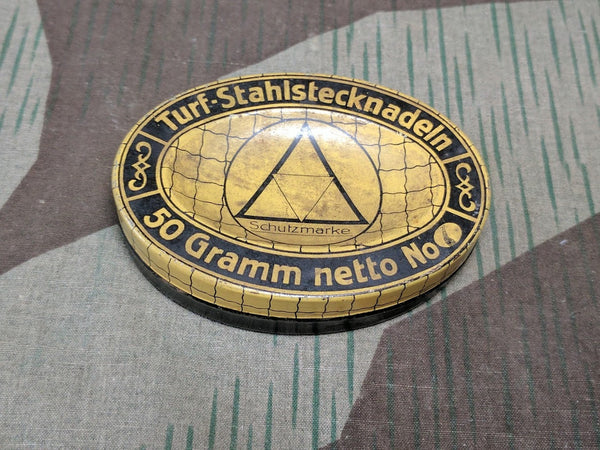 Turf-Stahlstecknadeln
Schutzmarke
50 Gramm netto No